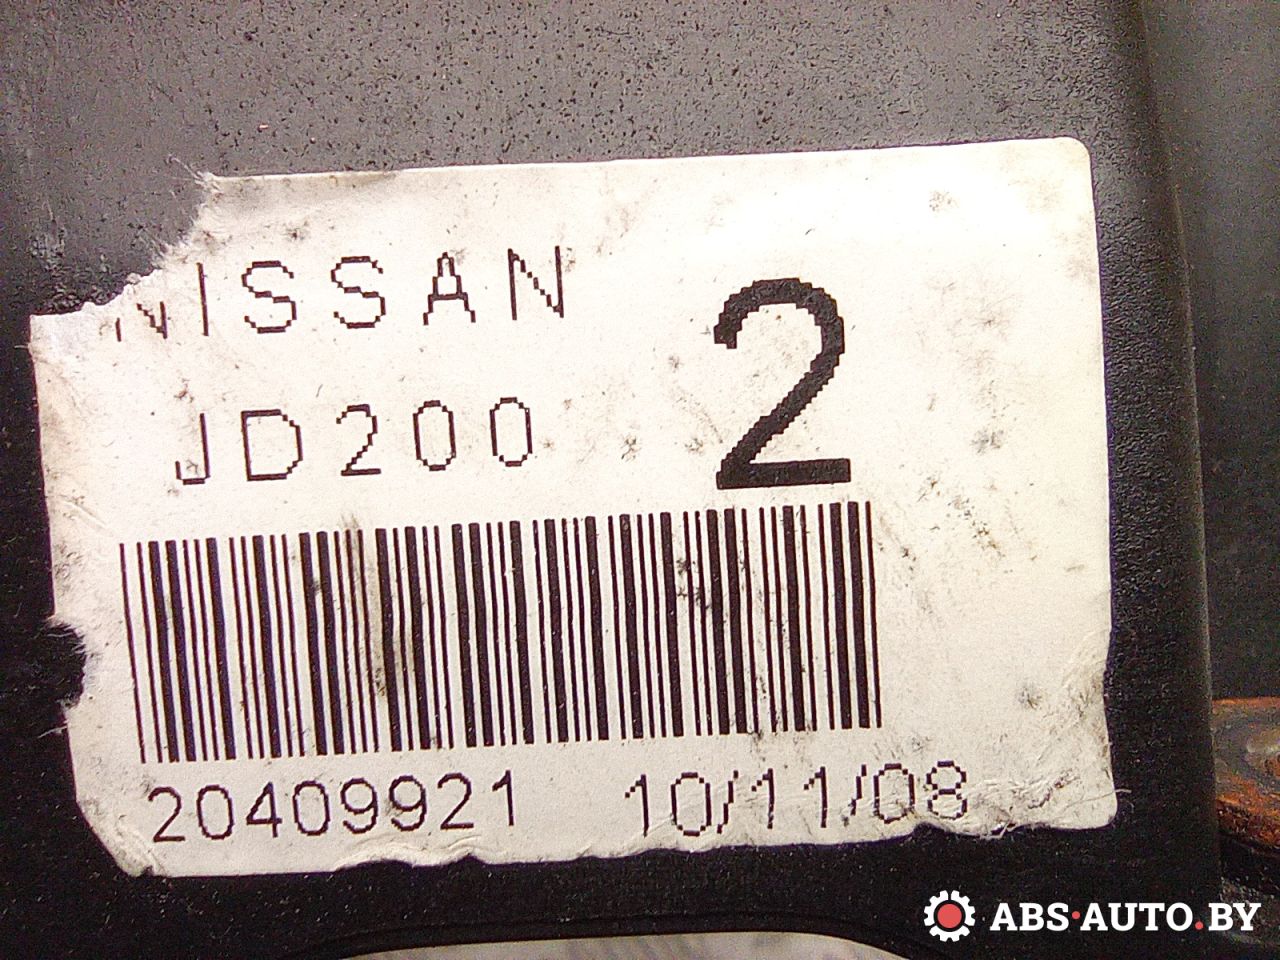 NISSAN
JD200
2
20409921 10/11/08
ABS·AUTO.BY